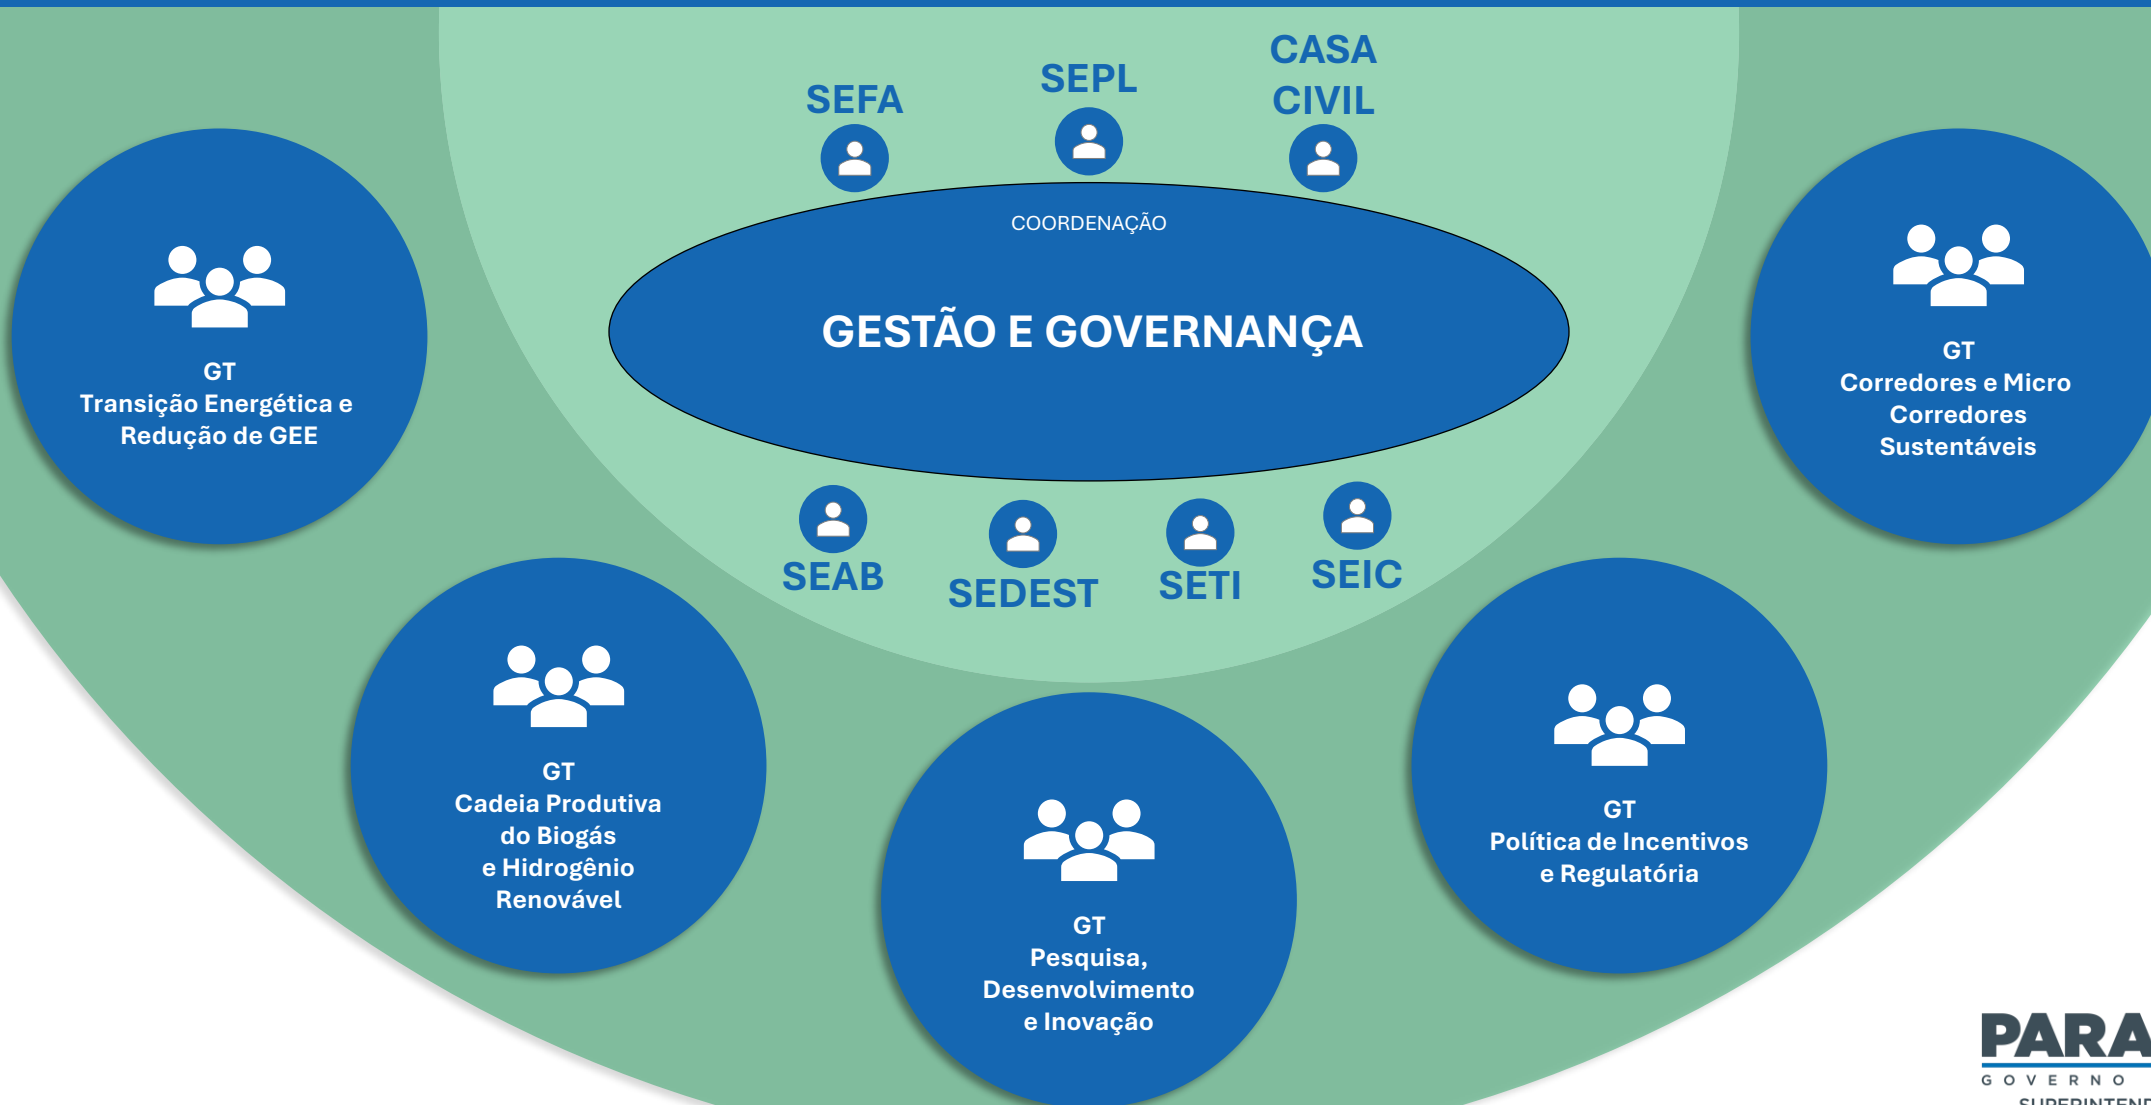 SEFA
SEPL
CASA
CIVIL
COORDENAÇÃO
GESTÃO E GOVERNANÇA
SEAB
SEDEST
SETI
SEIC
GT
Transição Energética e
Redução de GEE
GT
Cadeia Produtiva
do Biogás
e Hidrogênio
Renovável
GT
Pesquisa,
Desenvolvimento
e Inovação
GT
Política de Incentivos
e Regulatória
GT
Corredores e Micro
Corredores
Sustentáveis
PARA
GOVERNO